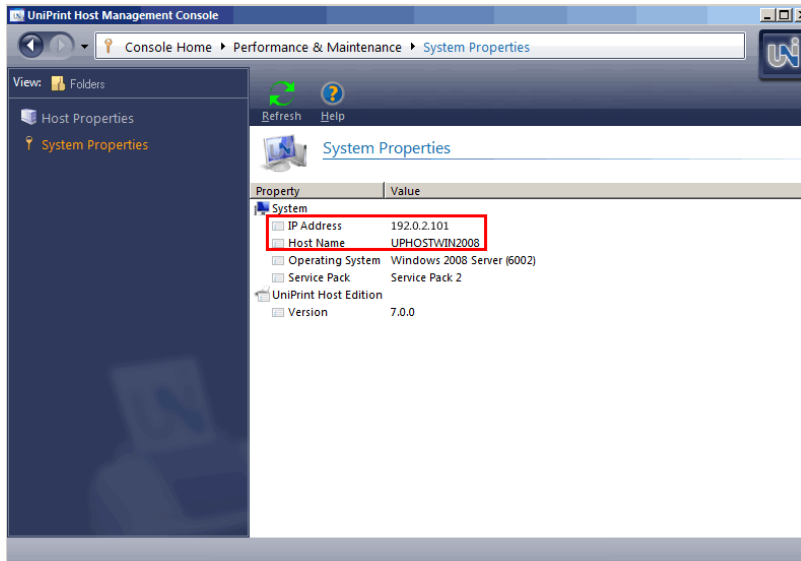 UniPrint Host Management Console
Console Home Performance & Maintenance System Properties
View: Folders
Host Properties
System Properties
Refresh Help
System Properties
Property Value
System
IP Address 192.0.2.101
Host Name UPHOSTWIN2008
Operating System Windows 2008 Server (6002)
Service Pack Service Pack 2
UniPrint Host Edition
Version 7.0.0